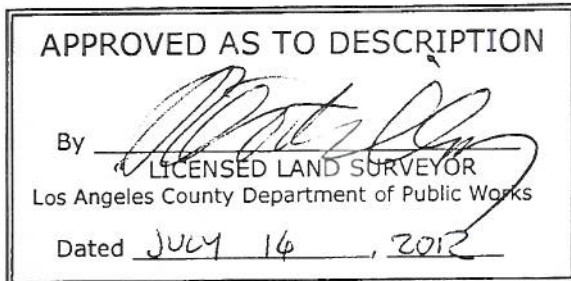 APPROVED AS TO DESCRIPTION
By
LICENSED LAND SURVEYOR
Los Angeles County Department of Public Works
Dated JULY 16, 2012